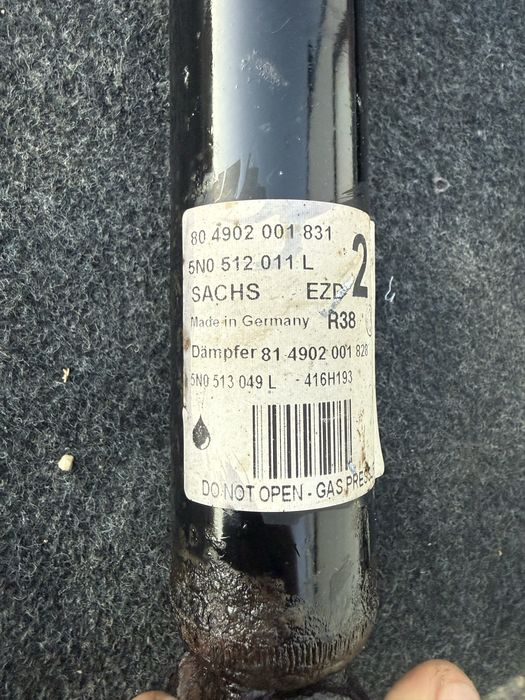 80 4902 001 831
5N0 512 011 L
2
SACHS EZD
Made in Germany R38
Dämpfer 81 4902 001 828
5N0 513 049 L - 416H193
DO NOT OPEN - GAS